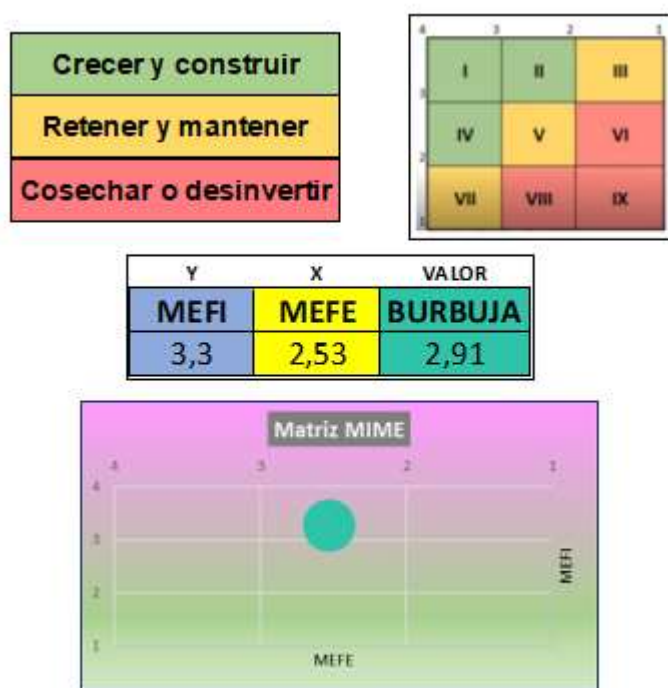 Crecer y construir
Retener y mantener
Cosechar o desinvertir
4 3 2 1
I II III
3
IV V VI
2
VII VIII IX
1
Y X VALOR
MEFI MEFE BURBUJA
3,3 2,53 2,91
Matriz MIME
4 3 2 1
4
3
2
1
MEFI
MEFE